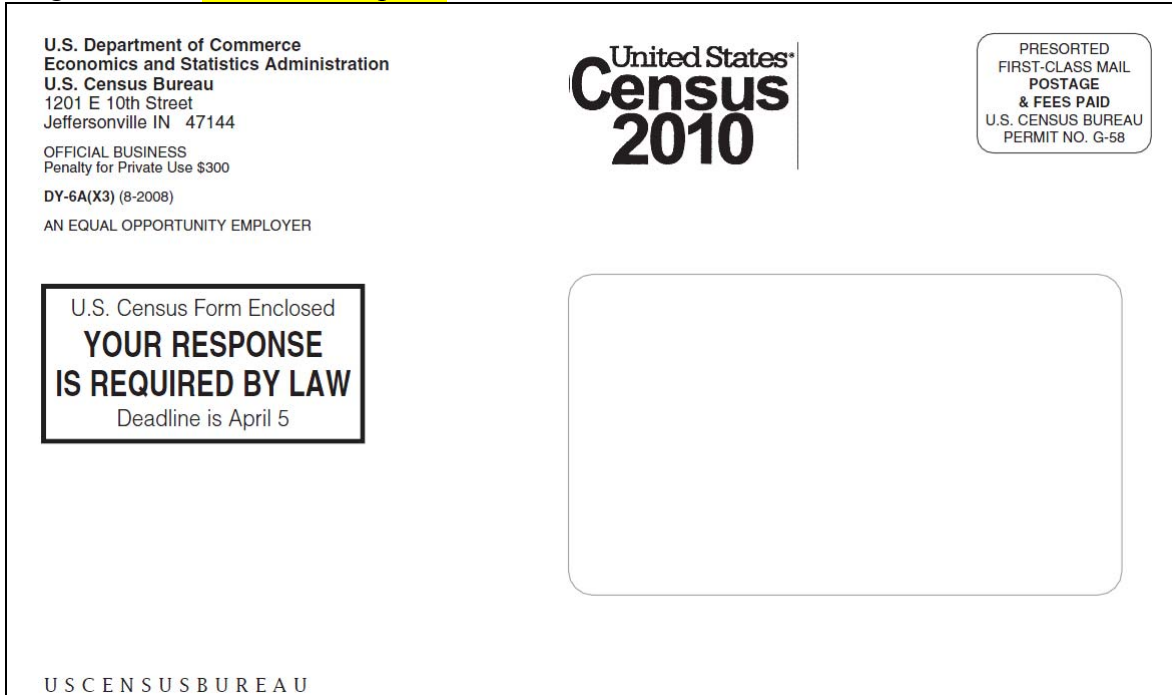 U.S. Department of Commerce
Economics and Statistics Administration
U.S. Census Bureau
1201 E 10th Street
Jeffersonville IN 47144
OFFICIAL BUSINESS
Penalty for Private Use $300
DY-6A(X3) (8-2008)
AN EQUAL OPPORTUNITY EMPLOYER
United States
Census
2010
PRESORTED
FIRST-CLASS MAIL
POSTAGE
& FEES PAID
U.S. CENSUS BUREAU
PERMIT NO. G-58
U.S. Census Form Enclosed
YOUR RESPONSE
IS REQUIRED BY LAW
Deadline is April 5
USCENSUSBUREAU